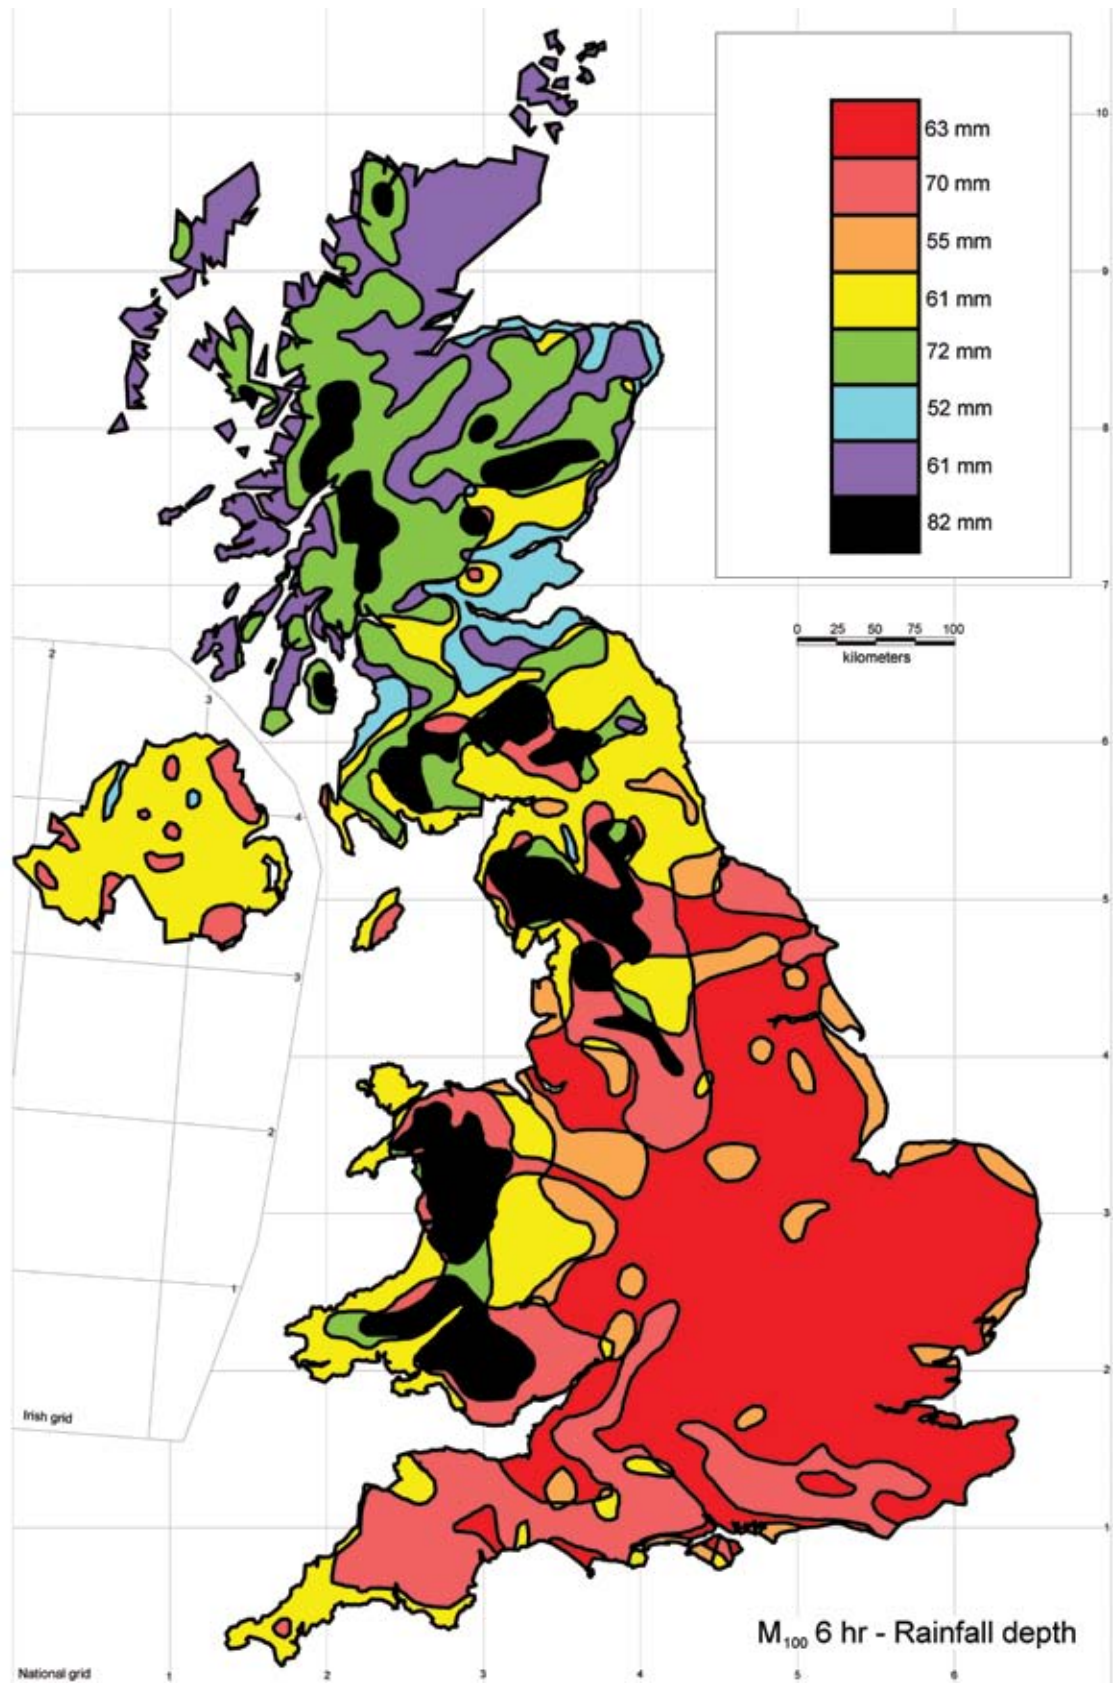 63 mm
70 mm
55 mm
61 mm
72 mm
52 mm
61 mm
82 mm
0 25 50 75 100
kilometers
10
9
8
7
6
5
4
3
2
1
2
3
4
3
2
1
Irish grid
M100 6 hr - Rainfall depth
National grid
1 2 3 4 5 6